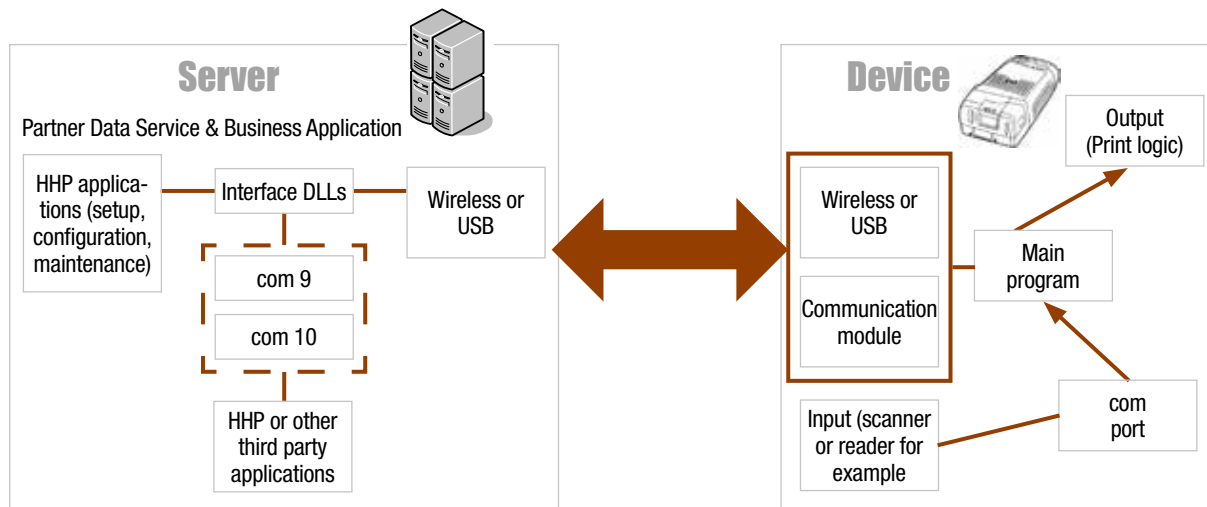 Server
Partner Data Service & Business Application
HHP applica-
tions (setup,
configuration,
maintenance)
Interface DLLs
Wireless or
USB
com 9
com 10
HHP or other
third party
applications
Device
Output
(Print logic)
Wireless or
USB
Main
program
Communication
module
Input (scanner
or reader for
example
com
port